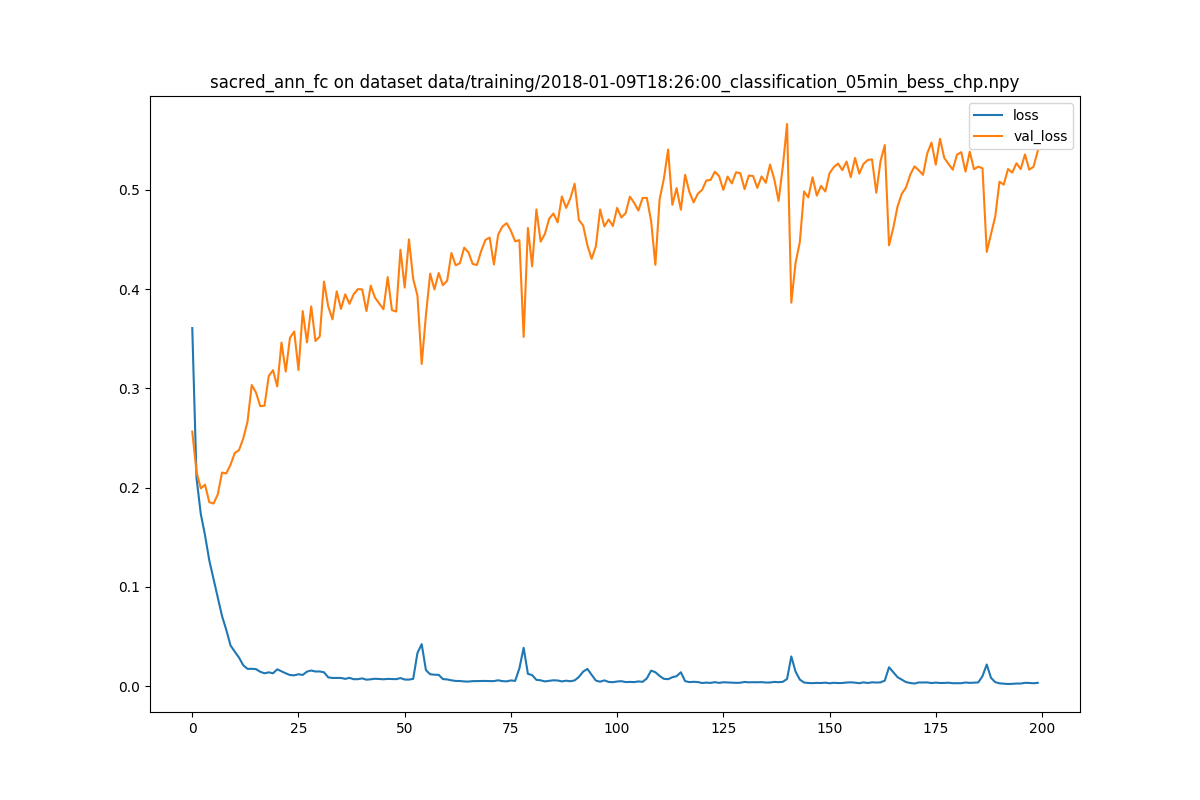 sacred_ann_fc on dataset data/training/2018-01-09T18:26:00_classification_05min_bess_chp.npy
loss
val_loss
0.5
0.4
0.3
0.2
0.1
0.0
0 25 50 75 100 125 150 175 200